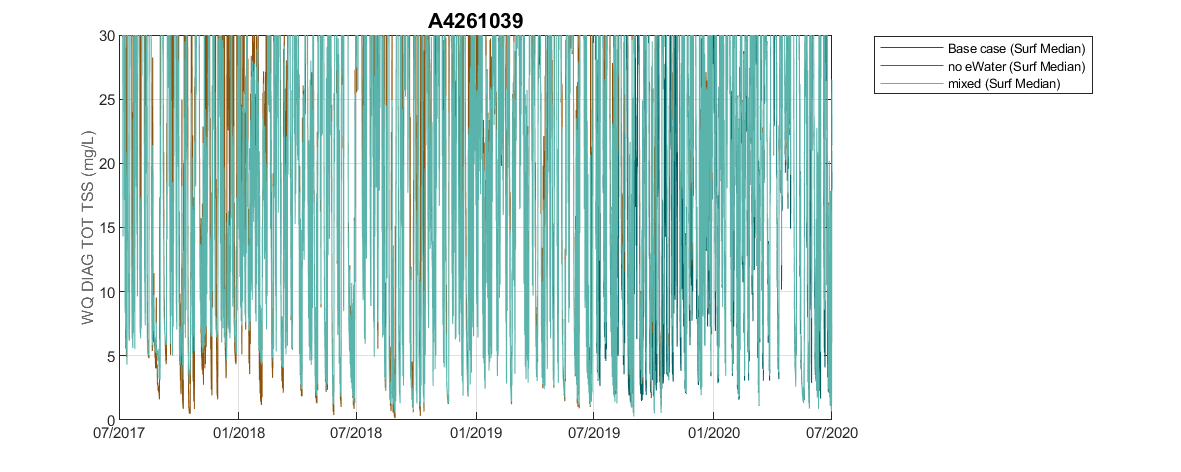 A4261039
30
25
20
15
10
5
0
WQ DIAG TOT TSS (mg/L)
07/2017
01/2018
07/2018
01/2019
07/2019
01/2020
07/2020
Base case (Surf Median)
no eWater (Surf Median)
mixed (Surf Median)